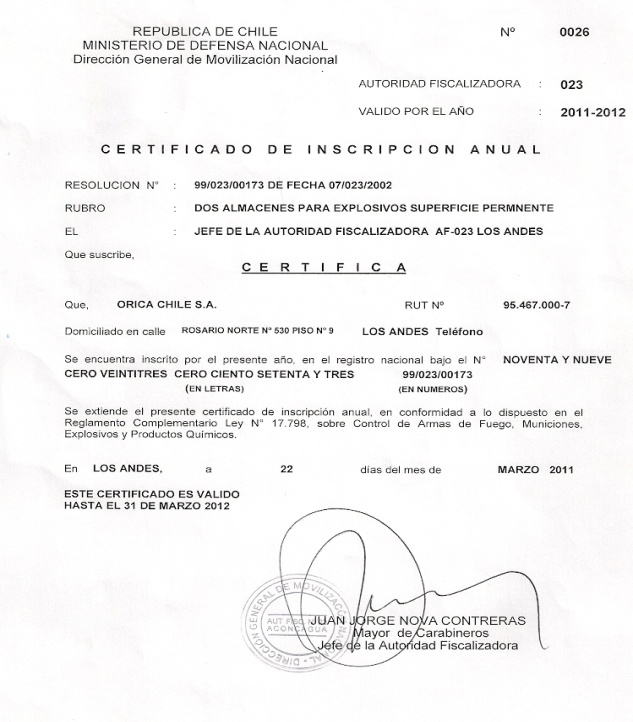 REPUBLICA DE CHILE Nº 0026
MINISTERIO DE DEFENSA NACIONAL
Dirección General de Movilización Nacional
AUTORIDAD FISCALIZADORA : 023
VALIDO POR EL AÑO : 2011-2012
CERTIFICADO DE INSCRIPCION ANUAL
RESOLUCION N° : 99/023/00173 DE FECHA 07/023/2002
RUBRO : DOS ALMACENES PARA EXPLOSIVOS SUPERFICIE PERMNENTE
EL : JEFE DE LA AUTORIDAD FISCALIZADORA AF-023 LOS ANDES
Que suscribe,
CERTIFICA
Que, ORICA CHILE S.A. RUT Nº 95.467.000-7
Domiciliado en calle ROSARIO NORTE Nº 530 PISO Nº 9 LOS ANDES Teléfono
Se encuentra inscrito por el presente año, en el registro nacional bajo el N° NOVENTA Y NUEVE
CERO VEINTITRES CERO CIENTO SETENTA Y TRES 99/023/00173
(EN LETRAS) (EN NUMEROS)
Se extiende el presente certificado de inscripción anual, en conformidad a lo dispuesto en el
Reglamento Complementario Ley N° 17.798, sobre Control de Armas de Fuego, Municiones,
Explosivos y Productos Químicos.
En LOS ANDES, a 22 días del mes de MARZO 2011
ESTE CERTIFICADO ES VALIDO
HASTA EL 31 DE MARZO 2012
DIRECCIÓN GENERAL DE MOVILIZACIÓN NACIONAL
AUT FISC
ACONCAGUA
JUAN JORGE NOVA CONTRERAS
Mayor de Carabineros
Jefe de la Autoridad Fiscalizadora